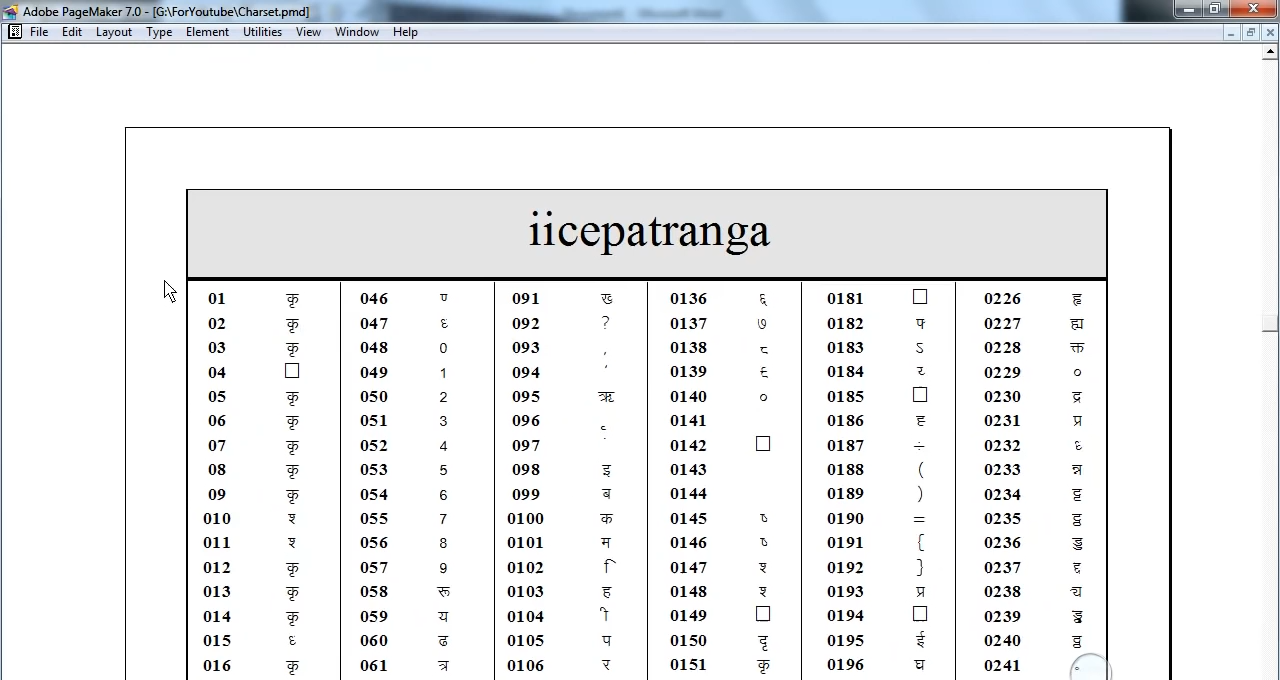 Adobe PageMaker 7.0 - [G:\ForYoutube\Charset.pmd]
File Edit Layout Type Element Utilities View Window Help
iicepatranga
01 कृ 046 ण 091 ख 0136 ६ 0181 □ 0226 हृ
02 कृ 047 ६ 092 ? 0137 ७ 0182 फ 0227 ह्म
03 कृ 048 0 093 , 0138 ८ 0183 ऽ 0228 क्त
04 □ 049 1 094 ' 0139 0184 0229 ०
05 कृ 050 2 095 ऋ 0140 ० 0185 □ 0230 द्र
06 कृ 051 3 096 0141 0186 ह 0231 प्र
07 कृ 052 4 097 0142 □ 0187 ÷ 0232
08 कृ 053 5 098 इ 0143 0188 ( 0233 न्न
09 कृ 054 6 099 ब 0144 0189 ) 0234
010 श 055 7 0100 क 0145 0190 = 0235
011 056 8 0101 म 0146 0191 { 0236
012 कृ 057 9 0102 ि 0147 0192 } 0237
013 कृ 058 रू 0103 ह 0148 0193 प्र 0238
014 कृ 059 य 0104 ी 0149 □ 0194 □ 0239
015 060 ढ 0105 प 0150 दृ 0195 ई 0240
016 कृ 061 त्र 0106 र 0151 कृ 0196 घ 0241